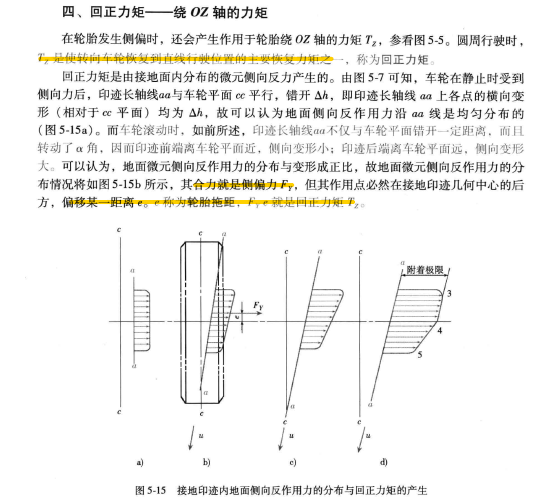 四、回正力矩——绕 OZ 轴的力矩
在轮胎发生侧偏时，还会产生作用于轮胎绕 OZ 轴的力矩 T_Z，参看图 5-5。圆周行驶时，
T_Z 是使转向车轮恢复到直线行驶位置的主要恢复力矩之一，称为回正力矩。
回正力矩是由接地面内分布的微元侧向反力产生的。由图 5-7 可知，车轮在静止时受到
侧向力后，印迹长轴线aa与车轮平面 cc 平行，错开 Δh，即印迹长轴线 aa 上各点的横向变
形（相对于 cc 平面）均为 Δh，故可以认为地面侧向反作用力沿 aa 线是均匀分布的
（图 5-15a）。而车轮滚动时，如前所述，印迹长轴线aa不仅与车轮平面错开一定距离，而且
转动了 α 角，因而印迹前端离车轮平面近，侧向变形小；印迹后端离车轮平面远，侧向变形
大。可以认为，地面微元侧向反作用力的分布与变形成正比，故地面微元侧向反作用力的分
布情况将如图 5-15b 所示，其合力就是侧偏力 F_Y，但其作用点必然在接地印迹几何中心的后
方，偏移某一距离 e。e 称为轮胎拖距，F_Y e 就是回正力矩 T_Z。
c c a c a c a
a 附着极限
3
F_Y
e
4
5
a
a a a
c c c c
u u u
a) b) c) d)
图 5-15 接地印迹内地面侧向反作用力的分布与回正力矩的产生